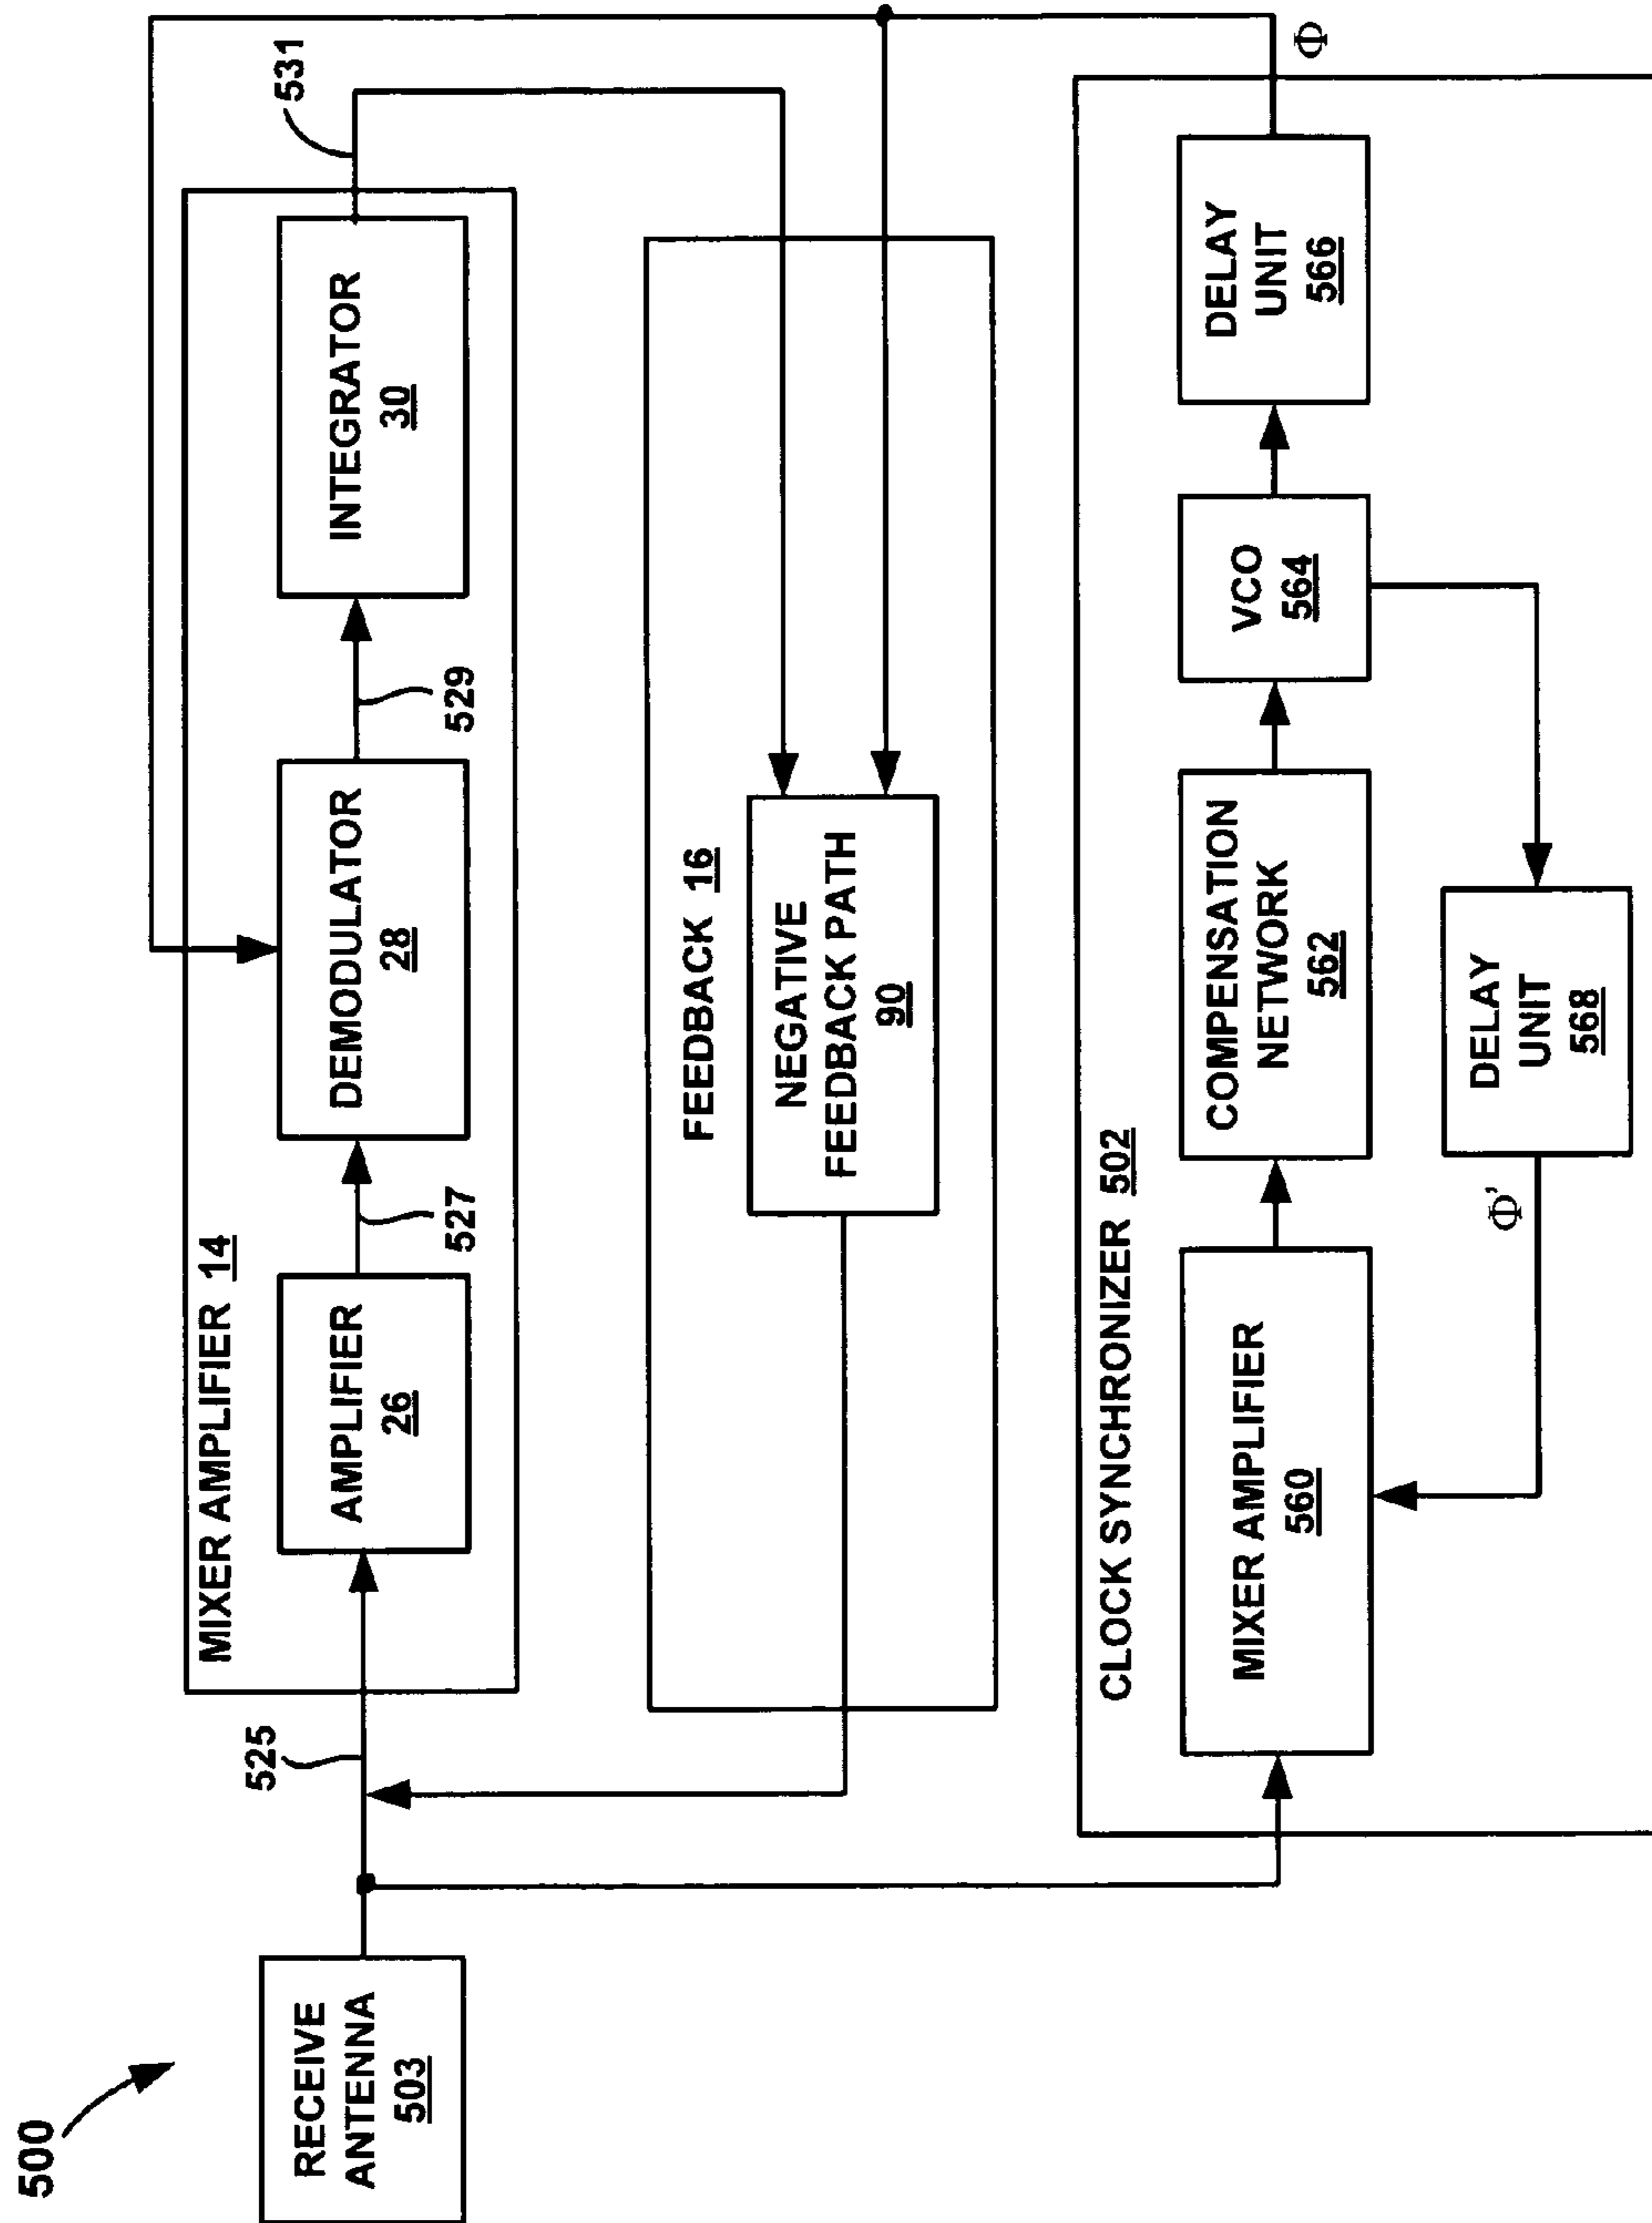 500
RECEIVE
ANTENNA
503
525
MIXER AMPLIFIER 14
AMPLIFIER
26
527
DEMODULATOR
28
529
INTEGRATOR
30
531
FEEDBACK 16
NEGATIVE
FEEDBACK PATH
90
CLOCK SYNCHRONIZER 502
MIXER AMPLIFIER
560
COMPENSATION
NETWORK
562
VCO
564
DELAY
UNIT
566
Φ
Φ'
DELAY
UNIT
568